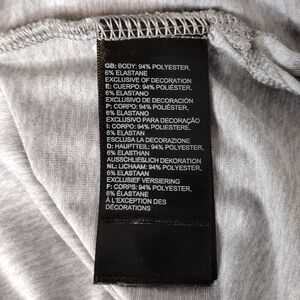 GB: BODY: 94% POLYESTER,
6% ELASTANE
EXCLUSIVE OF DECORATION
E: CUERPO: 94% POLIÉSTER,
6% ELASTANO
EXCLUSIVO DE DECORACIÓN
P: CORPO: 94% POLIÉSTER,
6% ELASTANO
EXCLUSIVO PARA DECORAÇÃO
I: CORPO: 94% POLIESTERE,
6% ELASTAN
ESCLUSA LA DECORAZIONE
D: HAUPTTEIL: 94% POLYESTER,
6% ELASTHAN
AUSSCHLIESSLICH DEKORATION
NL: LICHAAM: 94% POLYESTER,
6% ELASTAAN
EXCLUSIEF VERSIERING
F: CORPS: 94% POLYESTER,
6% ÉLASTANE
À L'EXCEPTION DES
DÉCORATIONS